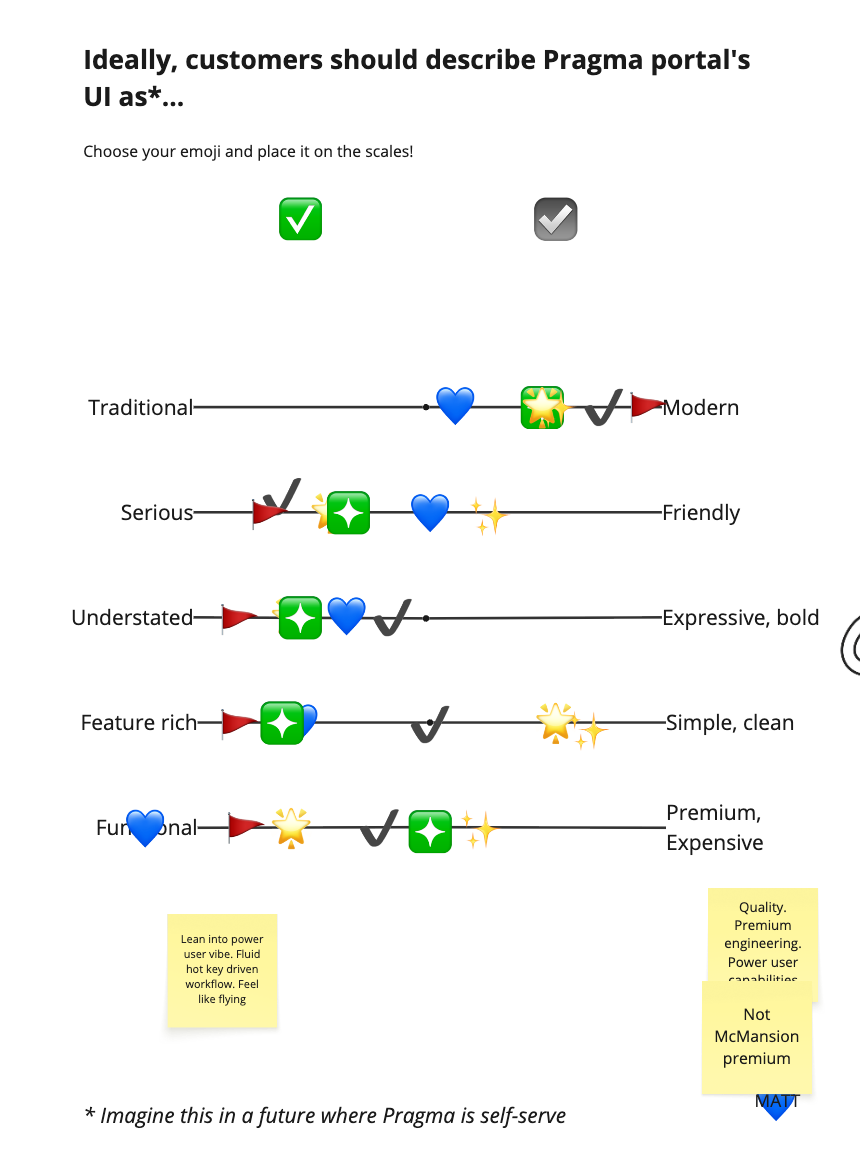 Ideally, customers should describe Pragma portal's
UI as*...
Choose your emoji and place it on the scales!
Traditional
Modern
Serious
Friendly
Understated
Expressive, bold
Feature rich
Simple, clean
Premium,
Expensive
Lean into power
user vibe. Fluid
hot key driven
workflow. Feel
like flying
Quality.
Premium
engineering.
Power user
capabilities
Not
McMansion
premium
MATT
* Imagine this in a future where Pragma is self-serve